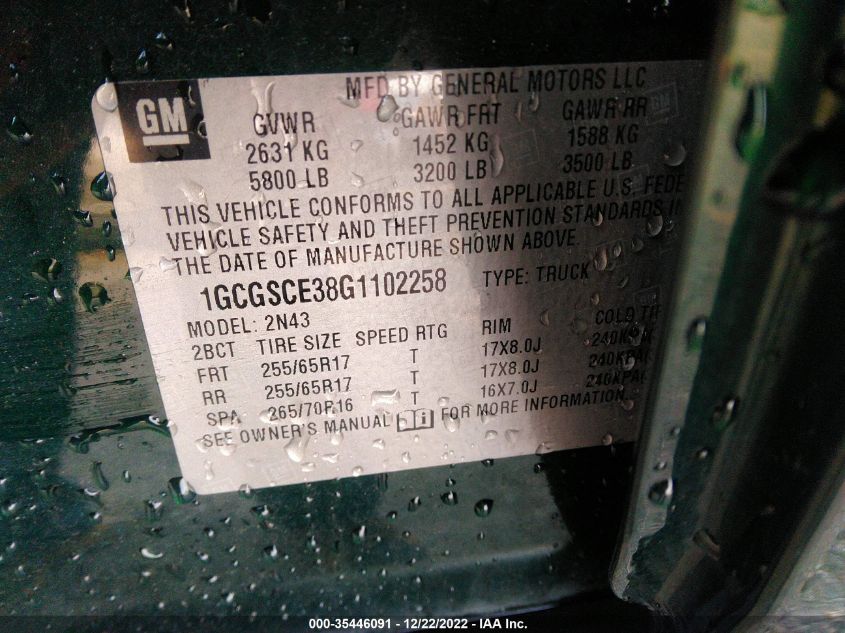 GM
MFD BY GENERAL MOTORS LLC
GVWR GAWR FRT GAWR RR
2631 KG 1452 KG 1588 KG
5800 LB 3200 LB 3500 LB
THIS VEHICLE CONFORMS TO ALL APPLICABLE U.S. FEDE
VEHICLE SAFETY AND THEFT PREVENTION STANDARDS IN
THE DATE OF MANUFACTURE SHOWN ABOVE.
1GCGSCE38G1102258 TYPE: TRUCK
MODEL: 2N43
2BCT TIRE SIZE SPEED RTG RIM COLD
FRT 255/65R17 T 17X8.0J 240KPA
RR 255/65R17 T 17X8.0J 240KPA
SPA 265/70R16 T 16X7.0J 240KPA
SEE OWNER'S MANUAL FOR MORE INFORMATION.
000-35446091 - 12/22/2022 - IAA Inc.